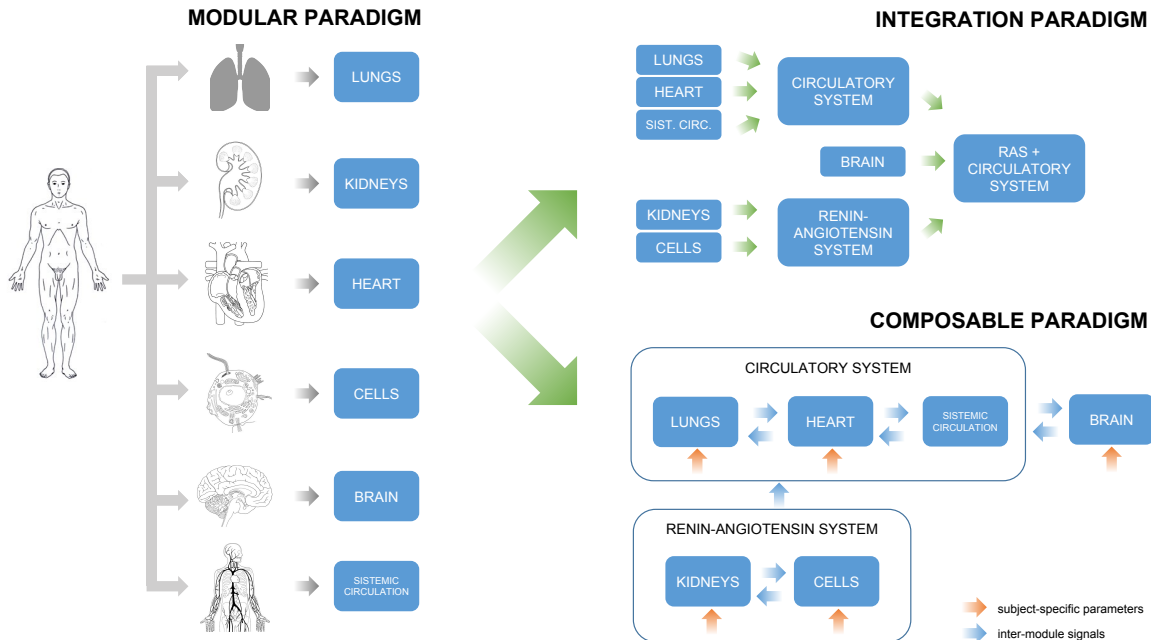 MODULAR PARADIGM
LUNGS
KIDNEYS
HEART
CELLS
BRAIN
SISTEMIC
CIRCULATION
INTEGRATION PARADIGM
LUNGS
HEART
SIST. CIRC.
CIRCULATORY
SYSTEM
BRAIN
RAS +
CIRCULATORY
SYSTEM
KIDNEYS
CELLS
RENIN-
ANGIOTENSIN
SYSTEM
COMPOSABLE PARADIGM
CIRCULATORY SYSTEM
LUNGS
HEART
SISTEMIC
CIRCULATION
BRAIN
RENIN-ANGIOTENSIN SYSTEM
KIDNEYS
CELLS
subject-specific parameters
inter-module signals